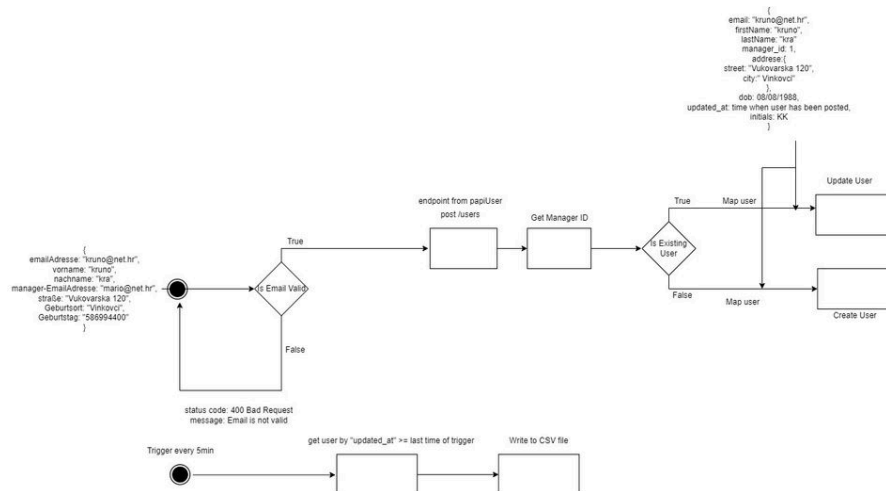 {
email: "kruno@net.hr",
firstName: "kruno",
lastName: "kra"
manager_id: 1,
addrese:{
street: "Vukovarska 120",
city:" Vinkovci"
},
dob: 08/08/1988,
updated_at: time when user has been posted,
initials: KK
}
Update User
endpoint from papiUser
post /users
Get Manager ID
True
Map user
Is Existing
User
True
{
emailAdresse: "kruno@net.hr",
vorname: "kruno",
nachname: "kra",
manager-EmailAdresse: "mario@net.hr",
straße: "Vukovarska 120",
Geburtsort: "Vinkovci",
Geburtstag: "586994400"
}
Is Email Valid
False
Map user
Create User
False
status code: 400 Bad Request
message: Email is not valid
Trigger every 5min
get user by "updated_at" >= last time of trigger
Write to CSV file